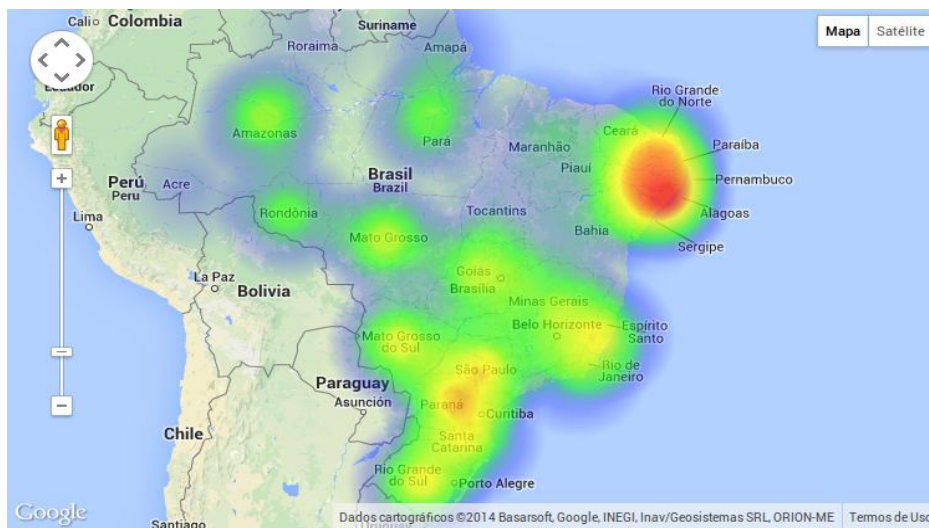 Cali
Colombia
Suriname
Mapa
Satélite
Roraima
Amapá
Ecuador
Rio Grande
do Norte
Amazonas
Pará
Ceará
Maranhão
Paraíba
Piauí
Brasil
Brazil
Perú
Peru
Acre
Pernambuco
Lima
Rondônia
Tocantins
Alagoas
Mato Grosso
Bahia
Sergipe
La Paz
Bolivia
Goiás
Brasília
Minas Gerais
Belo Horizonte
Espírito
Santo
Mato Grosso
do Sul
São Paulo
Rio de
Janeiro
Paraguay
Asunción
Paraná
Curitiba
Chile
Santa
Catarina
Rio Grande
do Sul
Porto Alegre
Google
Santiago
Uruguay
Dados cartográficos ©2014 Basarsoft, Google, INEGI, Inav/Geosistemas SRL, ORION-ME
Termos de Uso